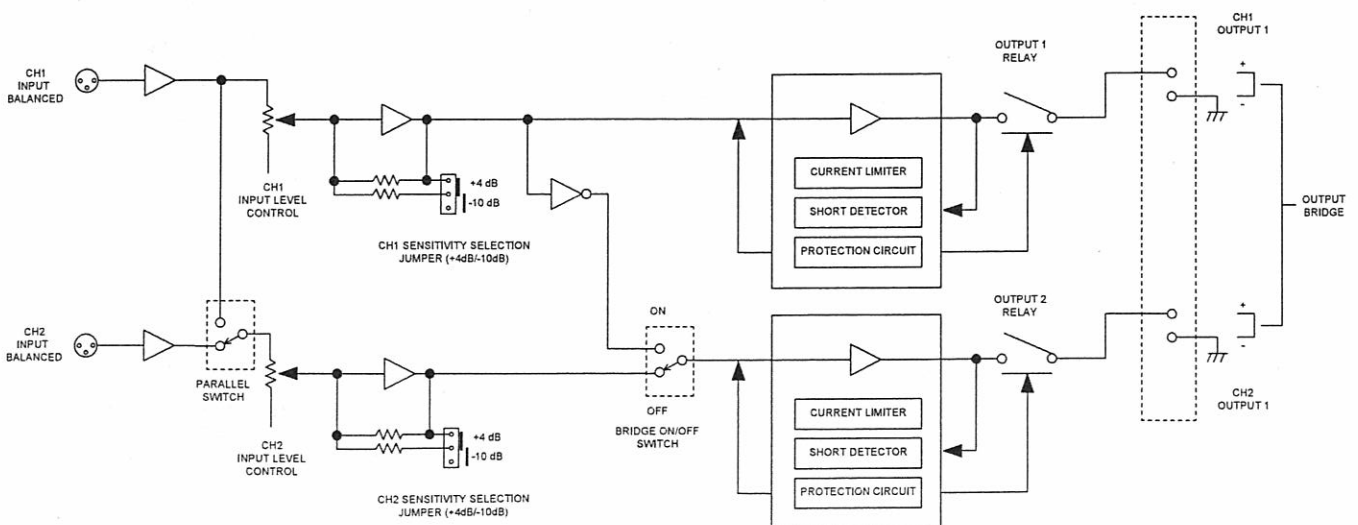 CH1
INPUT
BALANCED
CH1
INPUT LEVEL
CONTROL
+4 dB
-10 dB
CH1 SENSITIVITY SELECTION
JUMPER (+4dB/-10dB)
CURRENT LIMITER
SHORT DETECTOR
PROTECTION CIRCUIT
OUTPUT 1
RELAY
CH1
OUTPUT 1
+
-
OUTPUT
BRIDGE
CH2
INPUT
BALANCED
PARALLEL
SWITCH
CH2
INPUT LEVEL
CONTROL
+4 dB
-10 dB
CH2 SENSITIVITY SELECTION
JUMPER (+4dB/-10dB)
ON
OFF
BRIDGE ON/OFF
SWITCH
CURRENT LIMITER
SHORT DETECTOR
PROTECTION CIRCUIT
OUTPUT 2
RELAY
+
-
CH2
OUTPUT 1